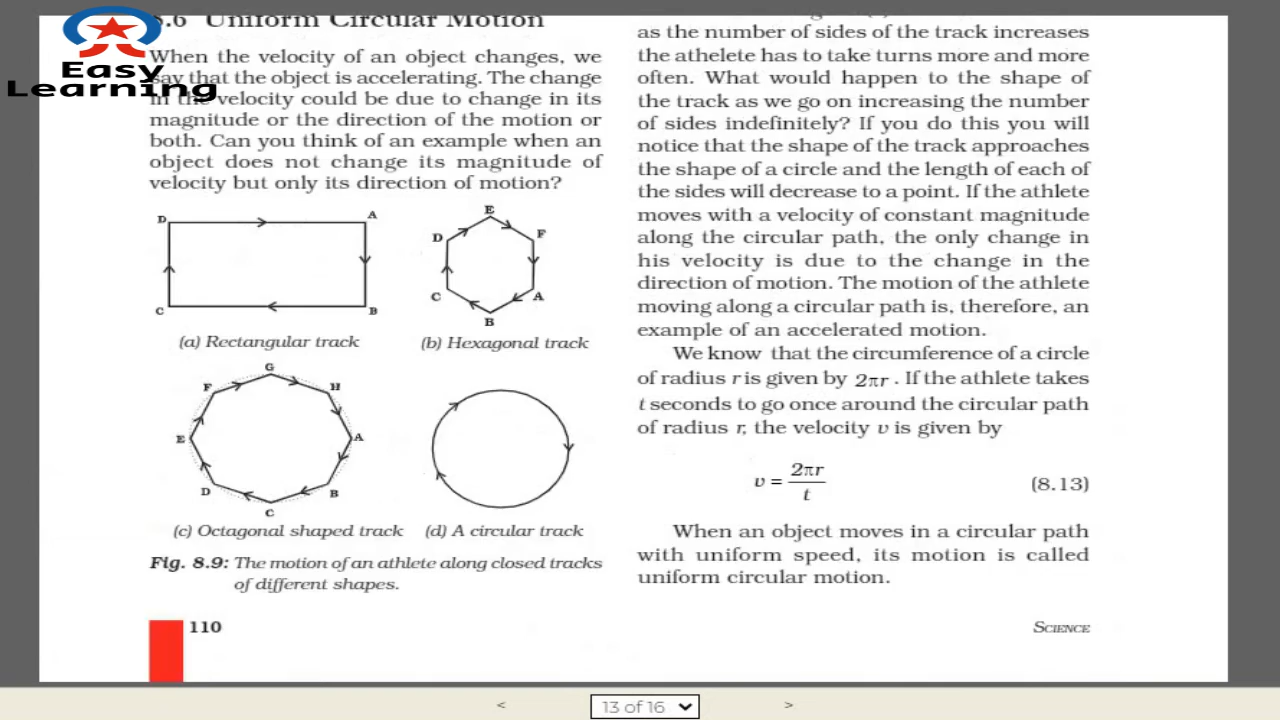 8.6 Uniform Circular Motion
Easy
Learning
When the velocity of an object changes, we
say that the object is accelerating. The change
in the velocity could be due to change in its
magnitude or the direction of the motion or
both. Can you think of an example when an
object does not change its magnitude of
velocity but only its direction of motion?
D
A
C
B
(a) Rectangular track
E
D
F
C
A
B
(b) Hexagonal track
G
F
H
E
A
D
B
C
(c) Octagonal shaped track
(d) A circular track
Fig. 8.9: The motion of an athlete along closed tracks
of different shapes.
110
as the number of sides of the track increases
the athelete has to take turns more and more
often. What would happen to the shape of
the track as we go on increasing the number
of sides indefinitely? If you do this you will
notice that the shape of the track approaches
the shape of a circle and the length of each of
the sides will decrease to a point. If the athlete
moves with a velocity of constant magnitude
along the circular path, the only change in
his velocity is due to the change in the
direction of motion. The motion of the athlete
moving along a circular path is, therefore, an
example of an accelerated motion.
We know that the circumference of a circle
of radius r is given by 2πr . If the athlete takes
t seconds to go once around the circular path
of radius r, the velocity v is given by
v = 2πr / t (8.13)
When an object moves in a circular path
with uniform speed, its motion is called
uniform circular motion.
SCIENCE
< 13 of 16 >